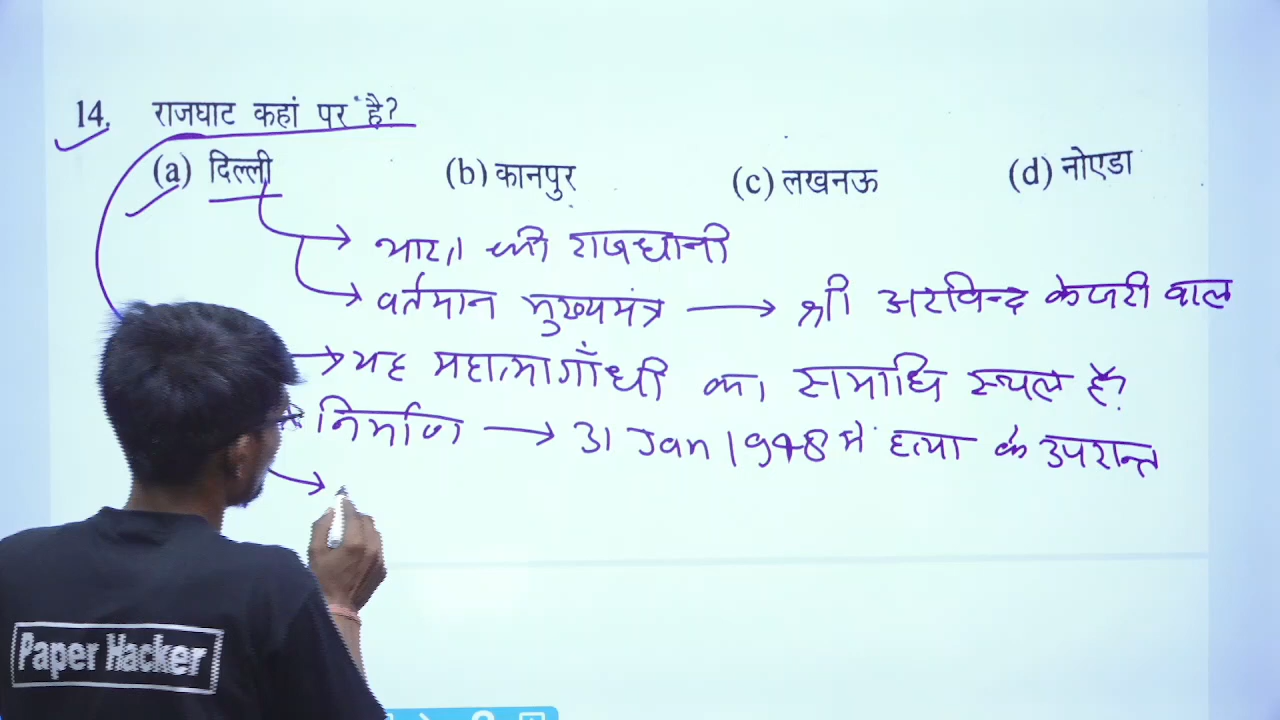 14. राजघाट कहां पर है?
(a) दिल्ली (b) कानपुर (c) लखनऊ (d) नोएडा
→ भारत की राजधानी
→ वर्तमान मुख्यमंत्र → श्री अरविन्द केजरी वाल
→ यह महात्मा गाँधी का समाधि स्थल है?
* निर्माण → 31 Jan 1948 में हत्या के उपरान्त
Paper Hacker